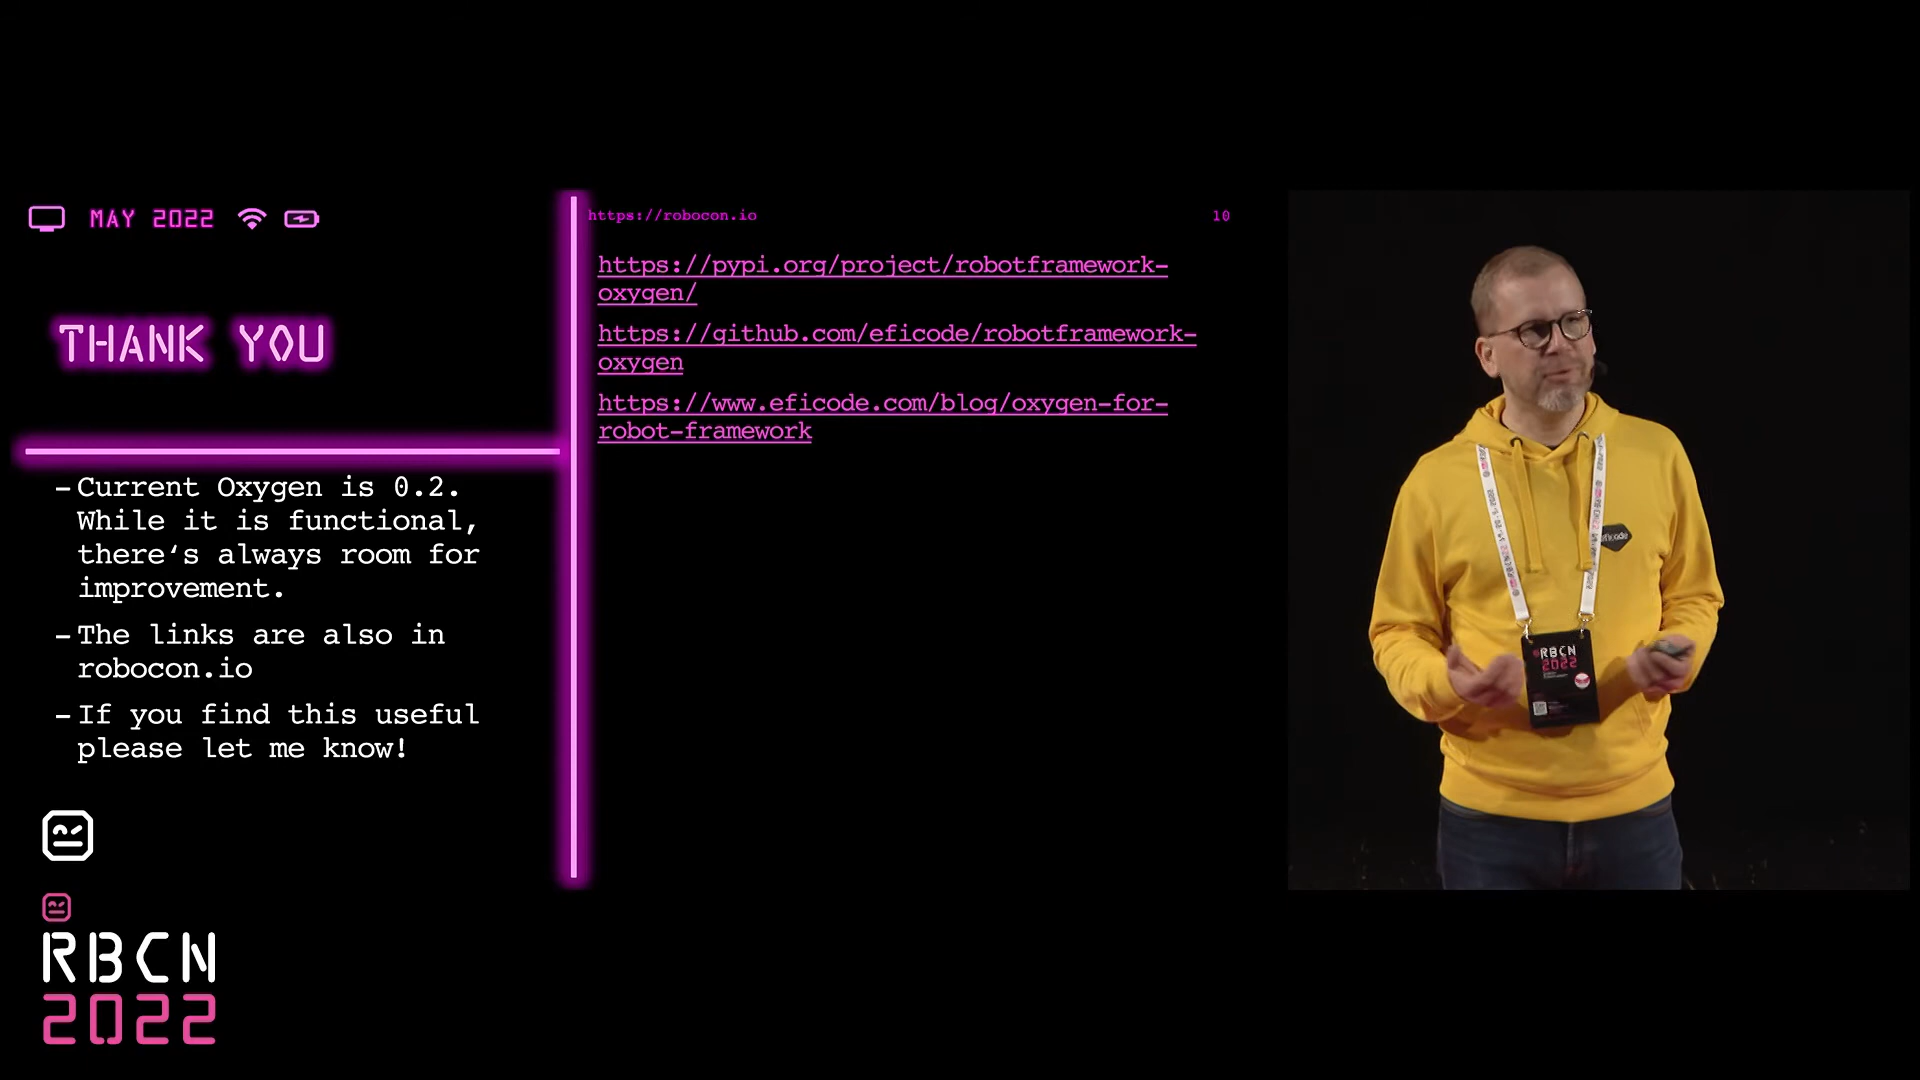 MAY 2022
THANK YOU
–Current Oxygen is 0.2.
While it is functional,
there‘s always room for
improvement.
–The links are also in
robocon.io
–If you find this useful
please let me know!
RBCN
2022
https://robocon.io
10
https://pypi.org/project/robotframework-
oxygen/
https://github.com/eficode/robotframework-
oxygen
https://www.eficode.com/blog/oxygen-for-
robot-framework
eficode
RBCN
2022